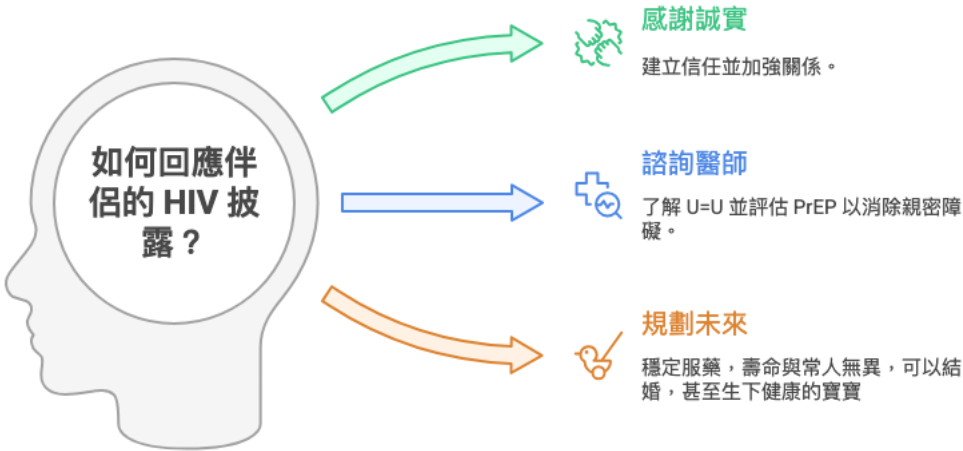 如何回應伴
侶的 HIV 披
露？
感謝誠實
建立信任並加強關係。
諮詢醫師
了解 U=U 並評估 PrEP 以消除親密障
礙。
規劃未來
穩定服藥，壽命與常人無異，可以結
婚，甚至生下健康的寶寶